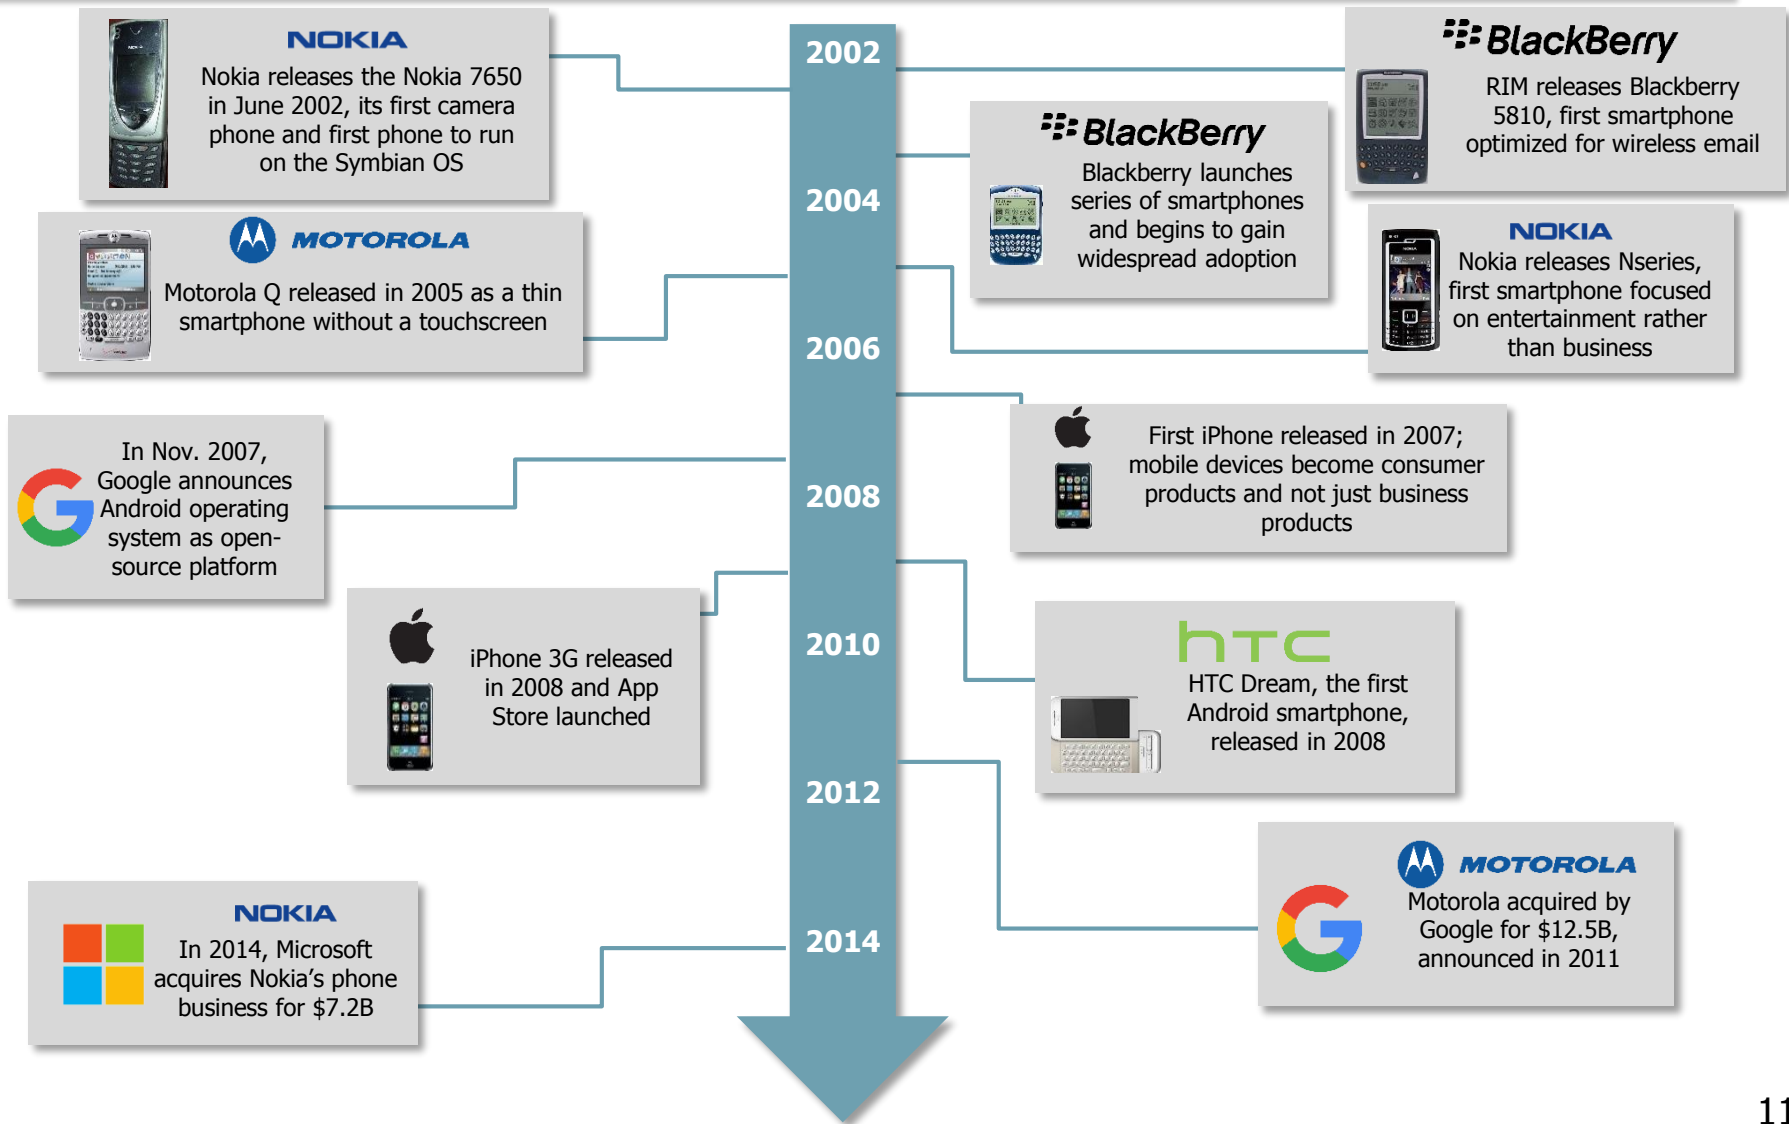 NOKIA
Nokia releases the Nokia 7650
in June 2002, its first camera
phone and first phone to run
on the Symbian OS
2002
BlackBerry
RIM releases Blackberry
5810, first smartphone
optimized for wireless email
BlackBerry
Blackberry launches
series of smartphones
and begins to gain
widespread adoption
2004
MOTOROLA
Motorola Q released in 2005 as a thin
smartphone without a touchscreen
NOKIA
Nokia releases Nseries,
first smartphone focused
on entertainment rather
than business
2006
First iPhone released in 2007;
mobile devices become consumer
products and not just business
products
In Nov. 2007,
Google announces
Android operating
system as open-
source platform
2008
iPhone 3G released
in 2008 and App
Store launched
2010
hTC
HTC Dream, the first
Android smartphone,
released in 2008
2012
MOTOROLA
Motorola acquired by
Google for $12.5B,
announced in 2011
NOKIA
In 2014, Microsoft
acquires Nokia’s phone
business for $7.2B
2014
11